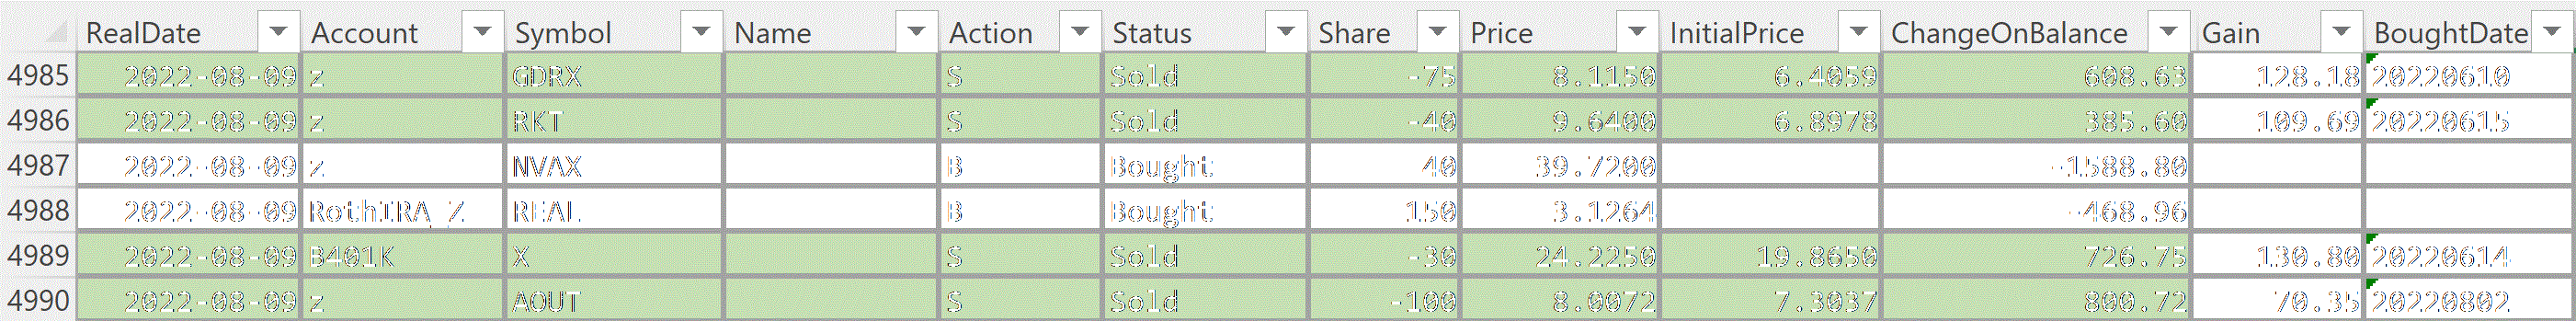 RealDate Account Symbol Name Action Status Share Price InitialPrice ChangeOnBalance Gain BoughtDate
4985 2022-08-09 z GDRX S Sold -75 8.1150 6.4059 608.63 128.18 20220610
4986 2022-08-09 z RKT S Sold -40 9.6400 6.8978 385.60 109.69 20220615
4987 2022-08-09 z NVAX B Bought 40 39.7200 -1588.80
4988 2022-08-09 RothIRA_Z REAL B Bought 150 3.1264 -468.96
4989 2022-08-09 B401K X S Sold -30 24.2250 19.8650 726.75 130.80 20220614
4990 2022-08-09 z AOUT S Sold -100 8.0072 7.3037 800.72 70.35 20220802